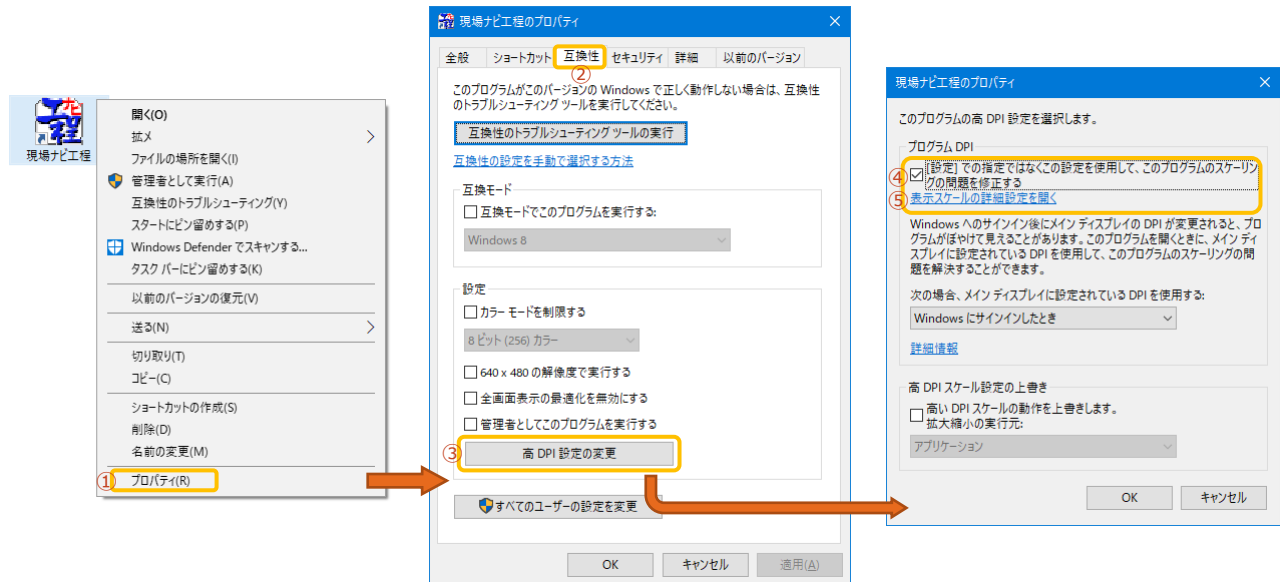 現場ナビ工程
開く(O)
拡メ
ファイルの場所を開く(I)
管理者として実行(A)
互換性のトラブルシューティング(Y)
スタートにピン留めする(P)
Windows Defender でスキャンする...
タスク バーにピン留めする(K)
以前のバージョンの復元(V)
送る(N)
切り取り(T)
コピー(C)
ショートカットの作成(S)
削除(D)
名前の変更(M)
① プロパティ(R)
現場ナビ工程のプロパティ
全般 ショートカット 互換性 セキュリティ 詳細 以前のバージョン
②
このプログラムがこのバージョンの Windows で正しく動作しない場合は、互換性
のトラブルシューティング ツールを実行してください。
互換性のトラブルシューティング ツールの実行
互換性の設定を手動で選択する方法
互換モード
互換モードでこのプログラムを実行する:
Windows 8
設定
カラー モードを制限する
8 ビット (256) カラー
640 x 480 の解像度で実行する
全画面表示の最適化を無効にする
管理者としてこのプログラムを実行する
③ 高 DPI 設定の変更
すべてのユーザーの設定を変更
OK キャンセル 適用(A)
現場ナビ工程のプロパティ
このプログラムの高 DPI 設定を選択します。
プログラム DPI
④ [設定] での指定ではなくこの設定を使用して、このプログラムのスケーリン
グの問題を修正する
⑤ 表示スケールの詳細設定を開く
Windows へのサインイン後にメイン ディスプレイの DPI が変更されると、プロ
グラムがぼやけて見えることがあります。このプログラムを開くときに、メイン ディ
スプレイに設定されている DPI を使用して、このプログラムのスケーリングの問
題を解決することができます。
次の場合、メイン ディスプレイに設定されている DPI を使用する:
Windows にサインインしたとき
詳細情報
高 DPI スケール設定の上書き
高い DPI スケールの動作を上書きします。
拡大縮小の実行元:
アプリケーション
OK キャンセル